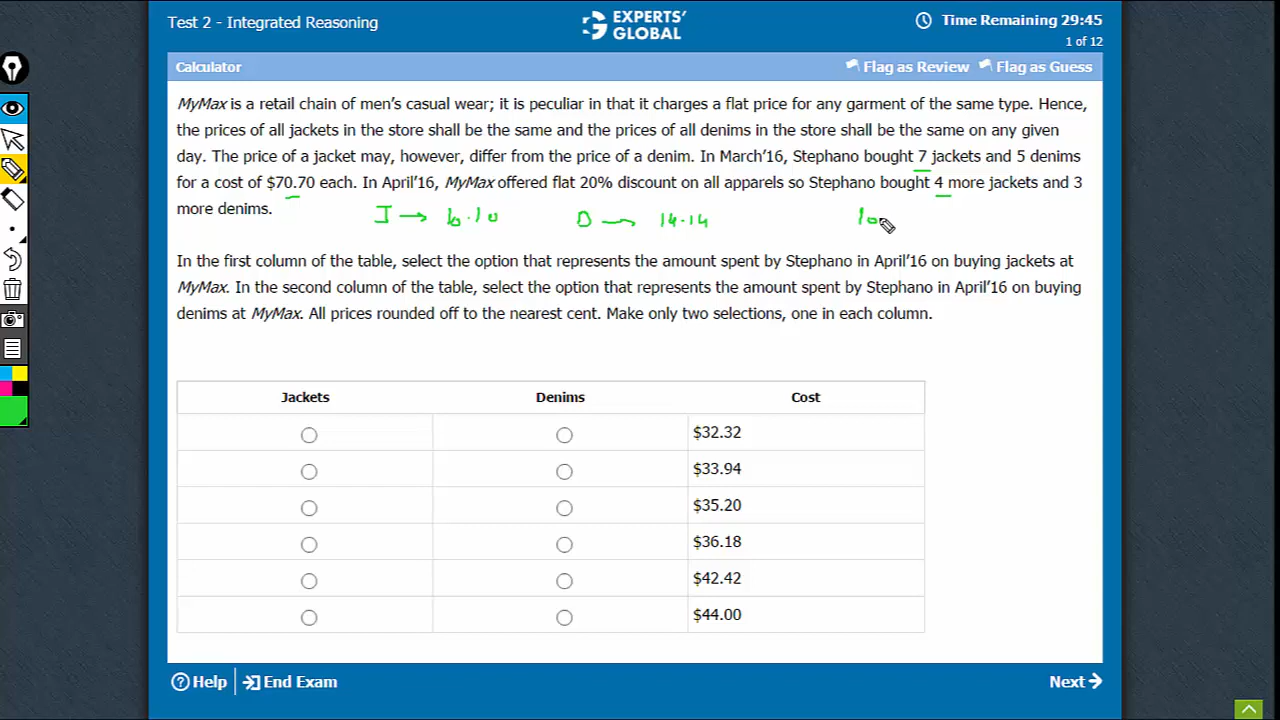 Test 2 - Integrated Reasoning
EXPERTS'
GLOBAL
Time Remaining 29:45
1 of 12
Calculator
Flag as Review
Flag as Guess
MyMax is a retail chain of men's casual wear; it is peculiar in that it charges a flat price for any garment of the same type. Hence,
the prices of all jackets in the store shall be the same and the prices of all denims in the store shall be the same on any given
day. The price of a jacket may, however, differ from the price of a denim. In March'16, Stephano bought 7 jackets and 5 denims
for a cost of $70.70 each. In April'16, MyMax offered flat 20% discount on all apparels so Stephano bought 4 more jackets and 3
more denims.
J → 10.10 D → 14.14 10
In the first column of the table, select the option that represents the amount spent by Stephano in April'16 on buying jackets at
MyMax. In the second column of the table, select the option that represents the amount spent by Stephano in April'16 on buying
denims at MyMax. All prices rounded off to the nearest cent. Make only two selections, one in each column.
Jackets Denims Cost
$32.32
$33.94
$35.20
$36.18
$42.42
$44.00
Help
End Exam
Next